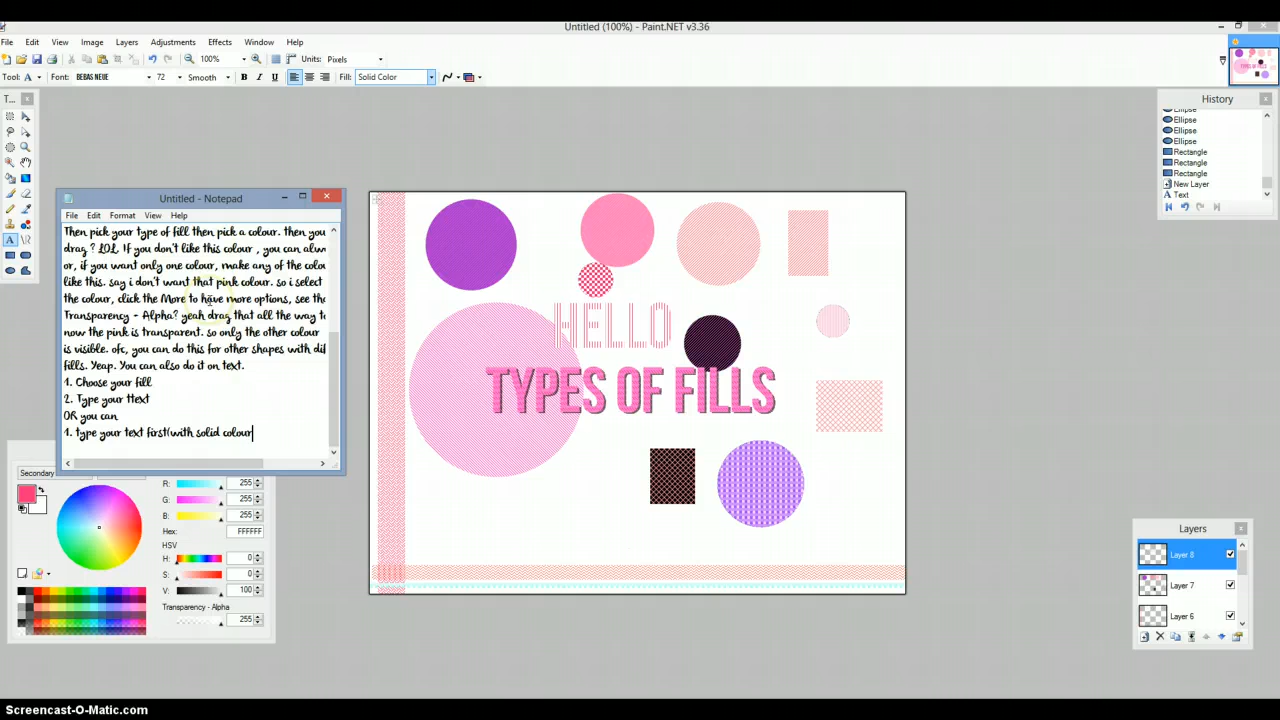 Untitled (100%) - Paint.NET v3.36
File Edit View Image Layers Adjustments Effects Window Help
100% Units: Pixels
Tool: A Font: BEBAS NEUE 72 Smooth B I U Fill: Solid Color
T...
History
Ellipse
Ellipse
Ellipse
Ellipse
Rectangle
Rectangle
Rectangle
New Layer
Text
Untitled - Notepad
File Edit Format View Help
Then pick your type of fill then pick a colour. then you
drag ? LOL. If you don't like this colour , you can alw
or, if you want only one colour, make any of the colou
like this. say i don't want that pink colour. so i select
the colour, click the More to have more options, see tha
Transparency - Alpha? yeah drag that all the way to
now the pink is transparent. so only the other colour
is visible. ofc, you can do this for other shapes with dif
fills. Yeap. You can also do it on text.
1. Choose your fill
2. Type your Ttext
OR you can
1. type your text first(with solid colour
HELLO
TYPES OF FILLS
Secondary
R: 255
G: 255
B: 255
Hex: FFFFFF
HSV
H: 0
S: 0
V: 100
Transparency - Alpha
255
Layers
Layer 8
Layer 7
Layer 6
Screencast-O-Matic.com